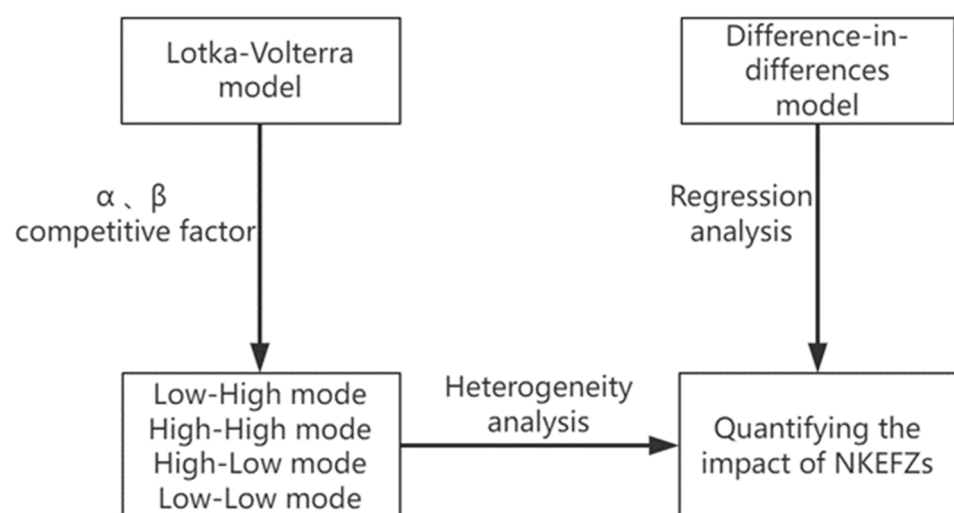 Lotka-Volterra
model
Difference-in-
differences
model
α 、β
competitive factor
Regression
analysis
Low-High mode
High-High mode
High-Low mode
Low-Low mode
Heterogeneity
analysis
Quantifying the
impact of NKEFZs